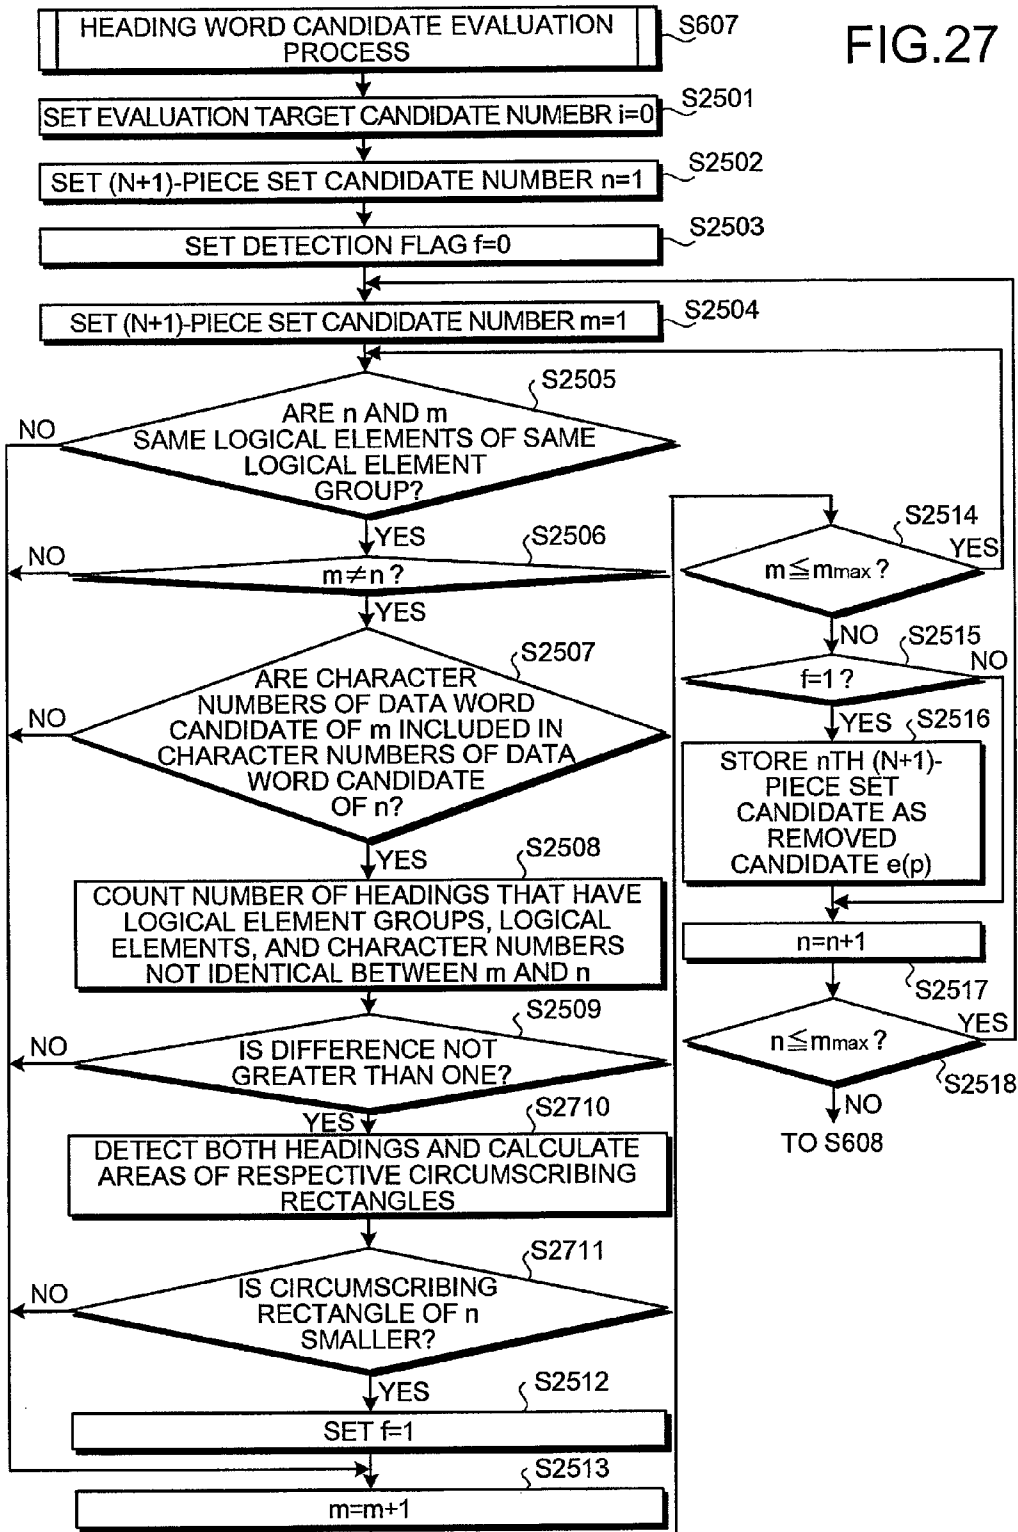 FIG.27
HEADING WORD CANDIDATE EVALUATION
PROCESS
S607
SET EVALUATION TARGET CANDIDATE NUMEBR i=0
S2501
SET (N+1)-PIECE SET CANDIDATE NUMBER n=1
S2502
SET DETECTION FLAG f=0
S2503
SET (N+1)-PIECE SET CANDIDATE NUMBER m=1
S2504
S2505
ARE n AND m
SAME LOGICAL ELEMENTS OF SAME
LOGICAL ELEMENT
GROUP?
NO
YES
S2506
m≠n ?
NO
YES
S2507
ARE CHARACTER
NUMBERS OF DATA WORD
CANDIDATE OF m INCLUDED IN
CHARACTER NUMBERS OF DATA
WORD CANDIDATE
OF n?
NO
YES
S2508
COUNT NUMBER OF HEADINGS THAT HAVE
LOGICAL ELEMENT GROUPS, LOGICAL
ELEMENTS, AND CHARACTER NUMBERS
NOT IDENTICAL BETWEEN m AND n
S2509
IS DIFFERENCE NOT
GREATER THAN ONE?
NO
YES
S2710
DETECT BOTH HEADINGS AND CALCULATE
AREAS OF RESPECTIVE CIRCUMSCRIBING
RECTANGLES
S2711
IS CIRCUMSCRIBING
RECTANGLE OF n
SMALLER?
NO
YES
S2512
SET f=1
S2513
m=m+1
S2514
m≦mmax ?
YES
NO
S2515
f=1 ?
NO
YES
S2516
STORE nTH (N+1)-
PIECE SET
CANDIDATE AS
REMOVED
CANDIDATE e(p)
n=n+1
S2517
n≦mmax ?
YES
S2518
NO
TO S608